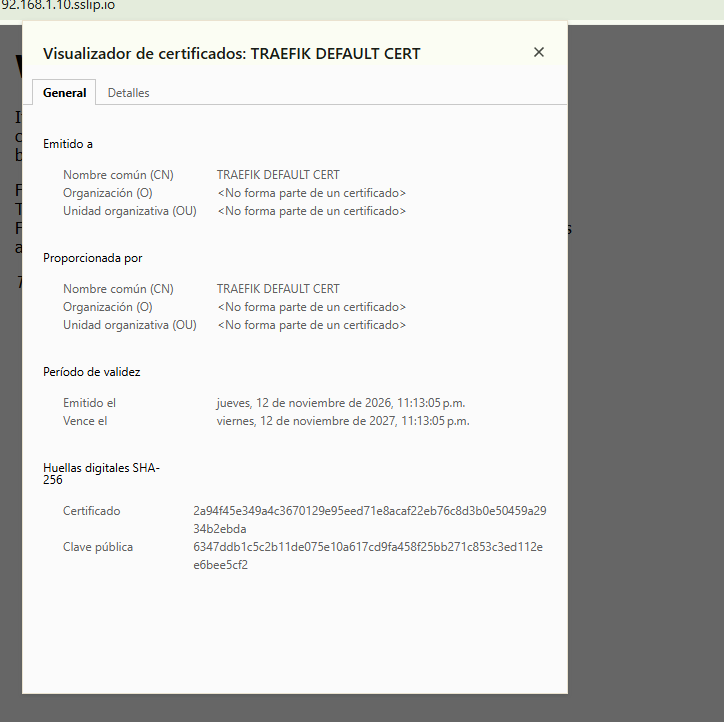 92.168.1.10.sslip.io
Visualizador de certificados: TRAEFIK DEFAULT CERT
General Detalles
Emitido a
Nombre común (CN) TRAEFIK DEFAULT CERT
Organización (O) <No forma parte de un certificado>
Unidad organizativa (OU) <No forma parte de un certificado>
Proporcionada por
Nombre común (CN) TRAEFIK DEFAULT CERT
Organización (O) <No forma parte de un certificado>
Unidad organizativa (OU) <No forma parte de un certificado>
Período de validez
Emitido el jueves, 12 de noviembre de 2026, 11:13:05 p.m.
Vence el viernes, 12 de noviembre de 2027, 11:13:05 p.m.
Huellas digitales SHA-
256
Certificado 2a94f45e349a4c3670129e95eed71e8acaf22eb76c8d3b0e50459a29
34b2ebda
Clave pública 6347ddb1c5c2b11de075e10a617cd9fa458f25bb271c853c3ed112e
e6bee5cf2